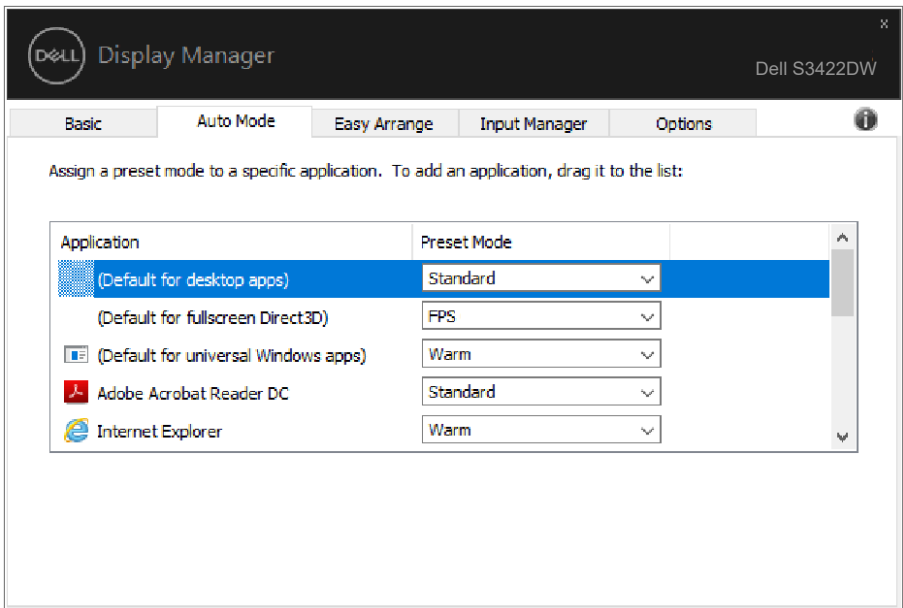 x
DELL Display Manager
Dell S3422DW
Basic Auto Mode Easy Arrange Input Manager Options
Assign a preset mode to a specific application. To add an application, drag it to the list:
Application Preset Mode
(Default for desktop apps) Standard
(Default for fullscreen Direct3D) FPS
(Default for universal Windows apps) Warm
Adobe Acrobat Reader DC Standard
Internet Explorer Warm